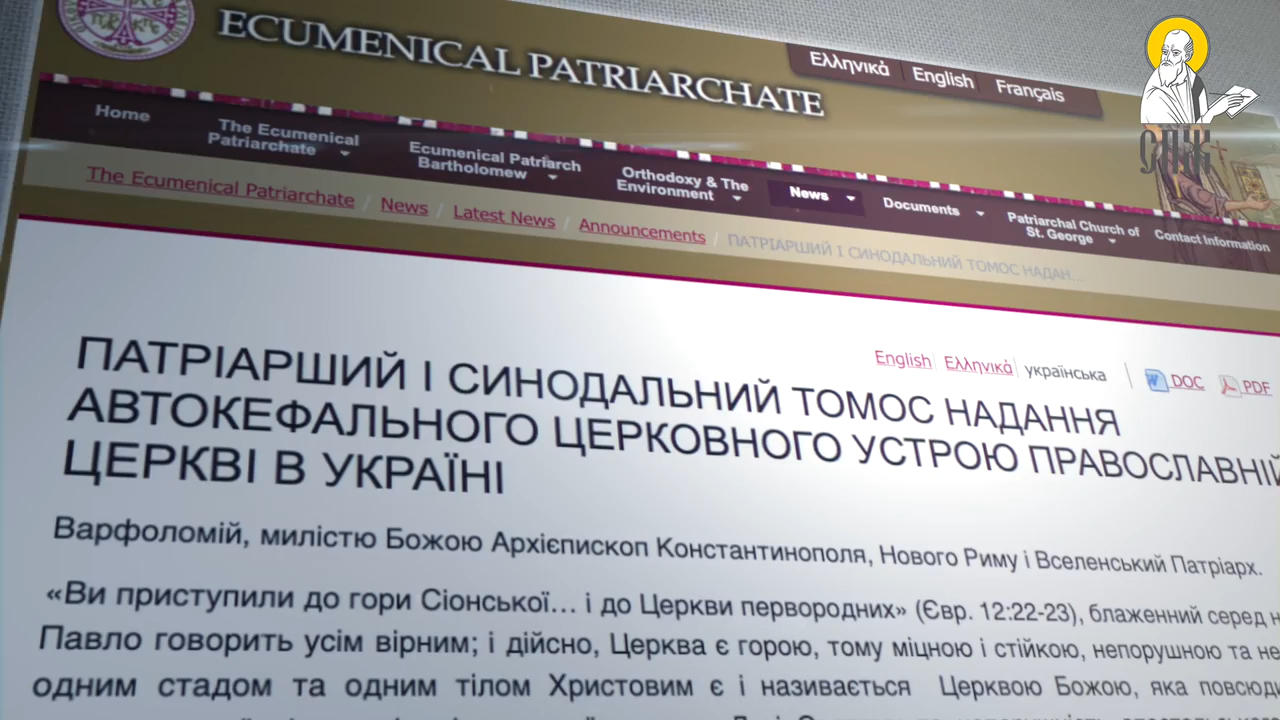 ECUMENICAL PATRIARCHATE
Ελληνικά English Français
СПЖ
Home
The Ecumenical
Patriarchate
Ecumenical Patriarch
Bartholomew
Orthodoxy & The
Environment
News
Documents
Patriarchal Church of
St. George
Contact Information
The Ecumenical Patriarchate / News / Latest News / Announcements / ПАТРІАРШИЙ І СИНОДАЛЬНИЙ ТОМОС НАДАН...
English Ελληνικά українська DOC PDF
ПАТРІАРШИЙ І СИНОДАЛЬНИЙ ТОМОС НАДАННЯ
АВТОКЕФАЛЬНОГО ЦЕРКОВНОГО УСТРОЮ ПРАВОСЛАВНІЙ
ЦЕРКВІ В УКРАЇНІ
Варфоломій, милістю Божою Архієпископ Константинополя, Нового Риму і Вселенський Патріарх.
«Ви приступили до гори Сіонської... і до Церкви первородних» (Євр. 12:22-23), блаженний серед
Павло говорить усім вірним; і дійсно, Церква є горою, тому міцною і стійкою, непорушною та
одним стадом та одним тілом Христовим є і називається Церквою Божою, яка